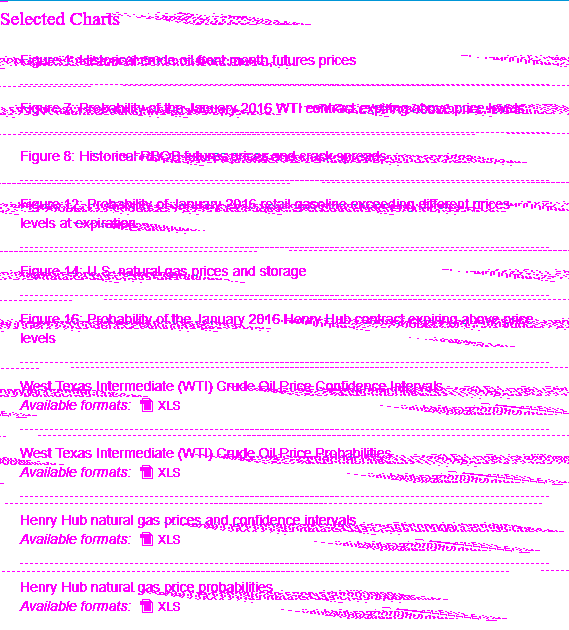 Selected Charts
Figure 1: Historical crude oil front month futures prices
Figure 7: Probability of the January 2016 WTI contract expiring above price levels
Figure 8: Historical RBOB futures prices and crack spreads
Figure 12: Probability of January 2016 retail gasoline exceeding different prices
levels at expiration
Figure 14: U.S. natural gas prices and storage
Figure 16: Probability of the January 2016 Henry Hub contract expiring above price
levels
West Texas Intermediate (WTI) Crude Oil Price Confidence Intervals
Available formats: XLS
West Texas Intermediate (WTI) Crude Oil Price Probabilities
Available formats: XLS
Henry Hub natural gas prices and confidence intervals
Available formats: XLS
Henry Hub natural gas price probabilities
Available formats: XLS